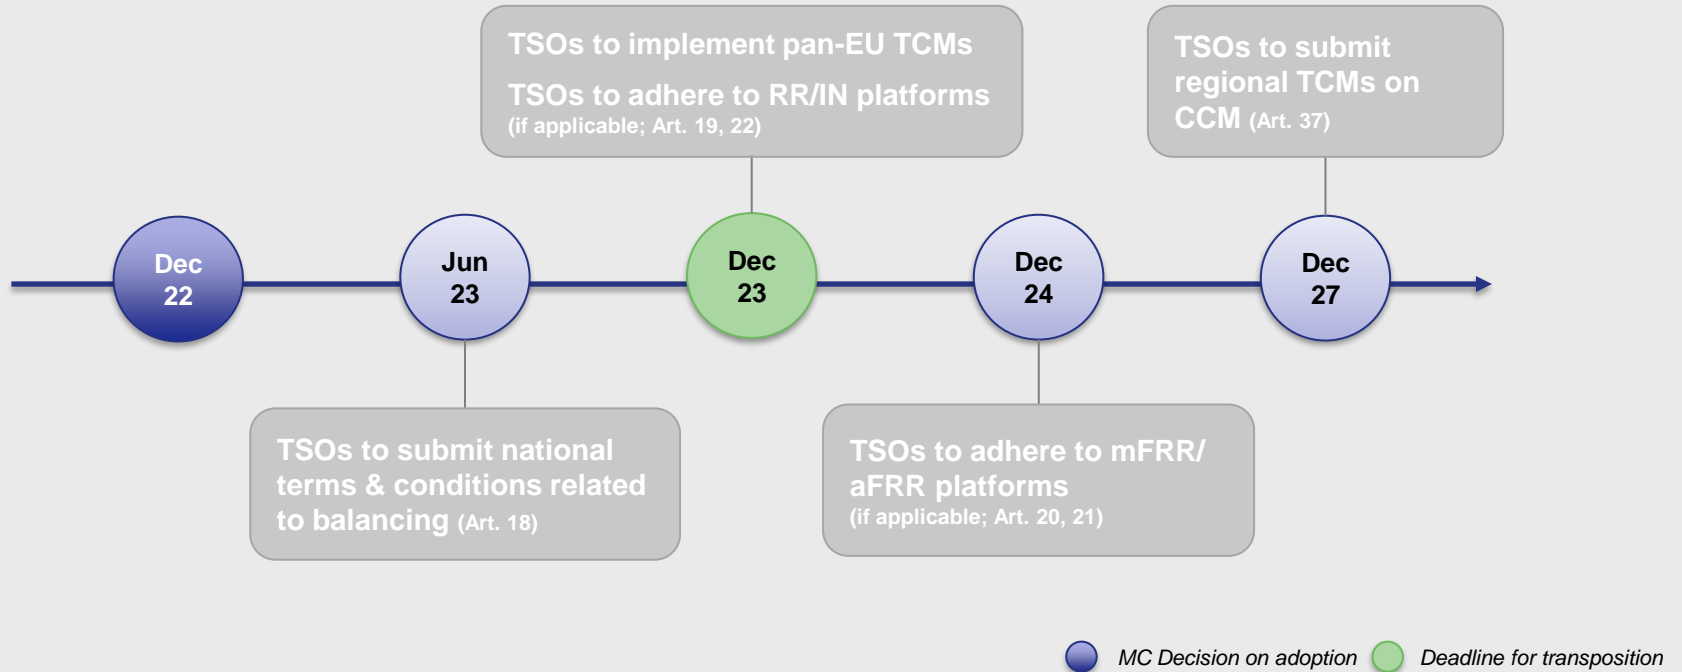 TSOs to implement pan-EU TCMs
TSOs to adhere to RR/IN platforms
(if applicable; Art. 19, 22)
TSOs to submit
regional TCMs on
CCM (Art. 37)
Dec
22
Jun
23
Dec
23
Dec
24
Dec
27
TSOs to submit national
terms & conditions related
to balancing (Art. 18)
TSOs to adhere to mFRR/
aFRR platforms
(if applicable; Art. 20, 21)
MC Decision on adoption
Deadline for transposition